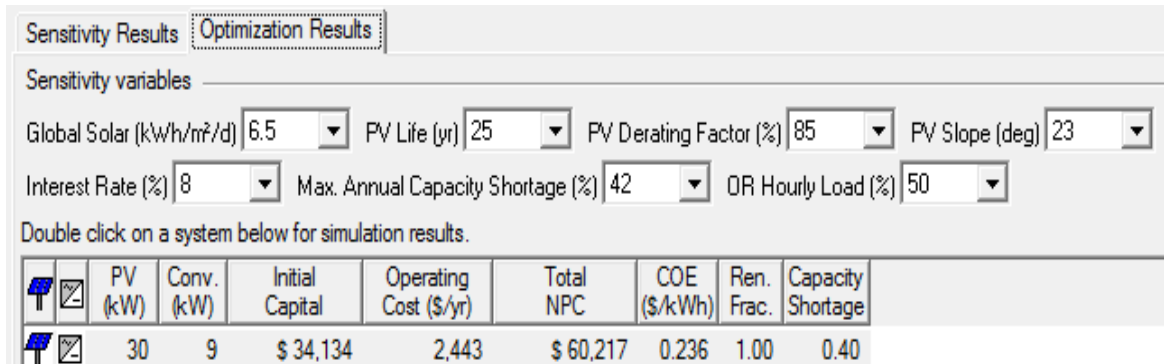 Sensitivity Results Optimization Results
Sensitivity variables
Global Solar (kWh/m²/d) 6.5 PV Life (yr) 25 PV Derating Factor (%) 85 PV Slope (deg) 23
Interest Rate (%) 8 Max. Annual Capacity Shortage (%) 42 OR Hourly Load (%) 50
Double click on a system below for simulation results.
PV Conv. Initial Operating Total COE Ren. Capacity
(kW) (kW) Capital Cost ($/yr) NPC ($/kWh) Frac. Shortage
30 9 $ 34,134 2,443 $ 60,217 0.236 1.00 0.40